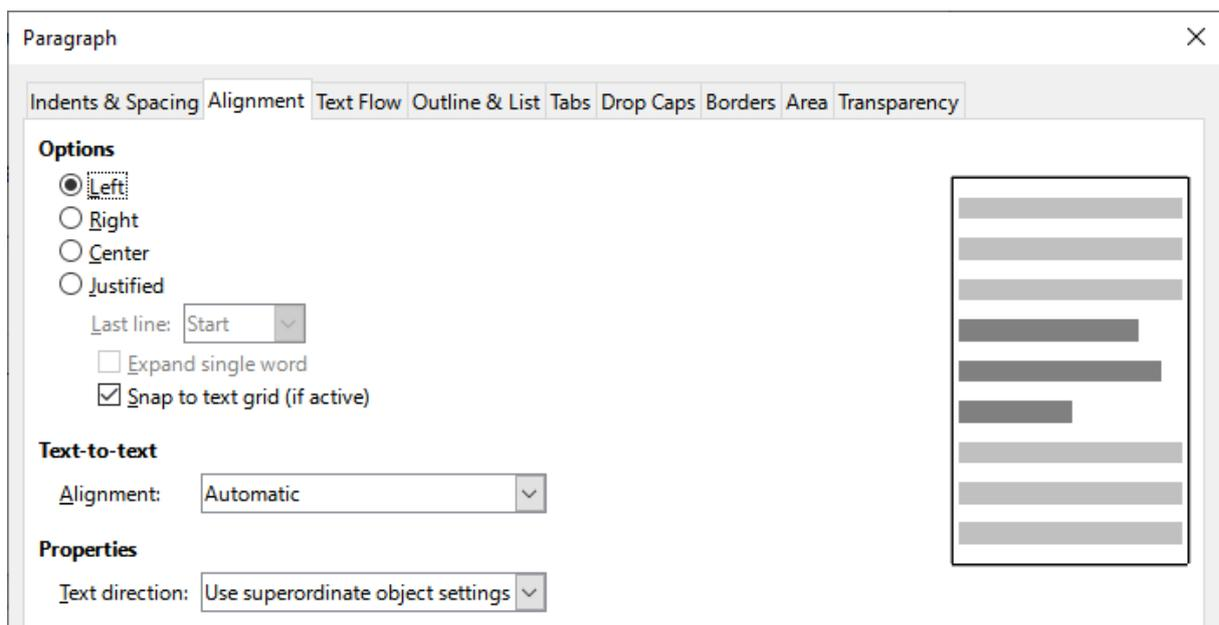 Paragraph
Indents & Spacing Alignment Text Flow Outline & List Tabs Drop Caps Borders Area Transparency
Options
Left
Right
Center
Justified
Last line: Start
Expand single word
Snap to text grid (if active)
Text-to-text
Alignment: Automatic
Properties
Text direction: Use superordinate object settings